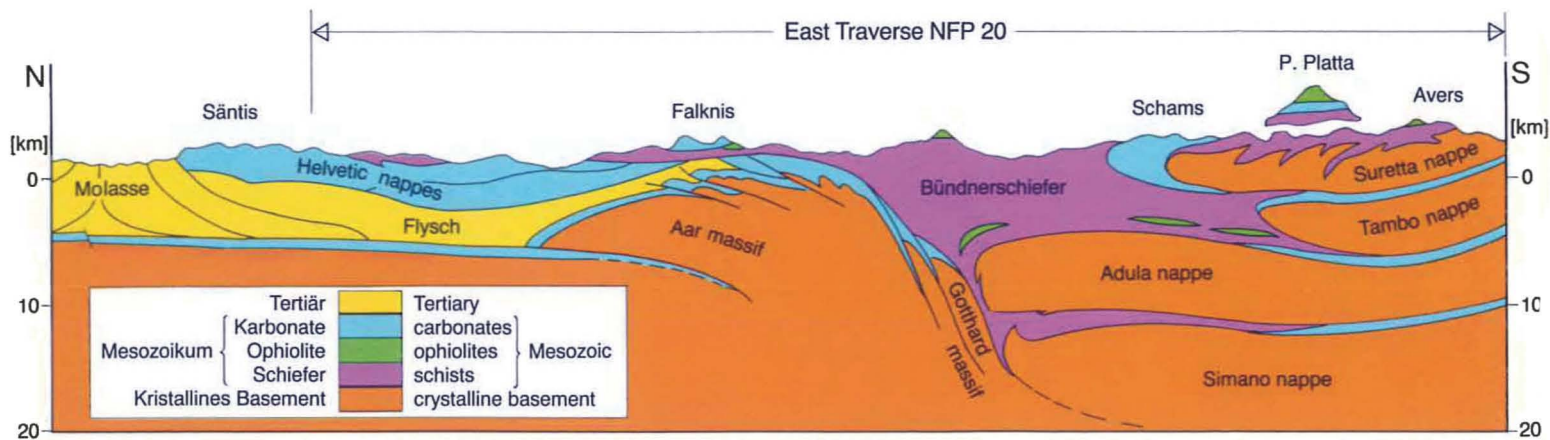 East Traverse NFP 20
N
S
P. Platta
Säntis
Falknis
Schams
Avers
[km]
[km]
Molasse
Helvetic nappes
Bündnerschiefer
Suretta nappe
0
0
Flysch
Aar massif
Tambo nappe
Adula nappe
10
10
Gotthard
massif
Simano nappe
Tertiär Tertiary
Karbonate carbonates
Mesozoikum Ophiolite ophiolites Mesozoic
Schiefer schists
Kristallines Basement crystalline basement
20
20